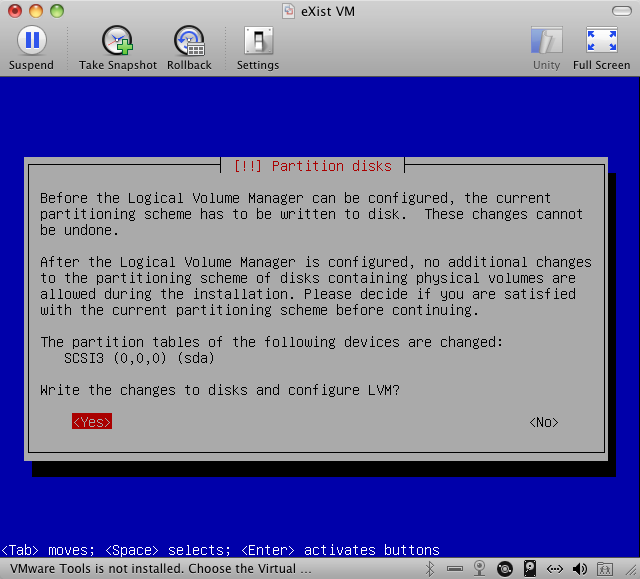 eXist VM
Suspend
Take Snapshot
Rollback
Settings
Unity
Full Screen
[!!] Partition disks
Before the Logical Volume Manager can be configured, the current
partitioning scheme has to be written to disk.  These changes cannot
be undone.
After the Logical Volume Manager is configured, no additional changes
to the partitioning scheme of disks containing physical volumes are
allowed during the installation. Please decide if you are satisfied
with the current partitioning scheme before continuing.
The partition tables of the following devices are changed:
SCSI3 (0,0,0) (sda)
Write the changes to disks and configure LVM?
<Yes>
<No>
<Tab> moves; <Space> selects; <Enter> activates buttons
VMware Tools is not installed. Choose the Virtual ...